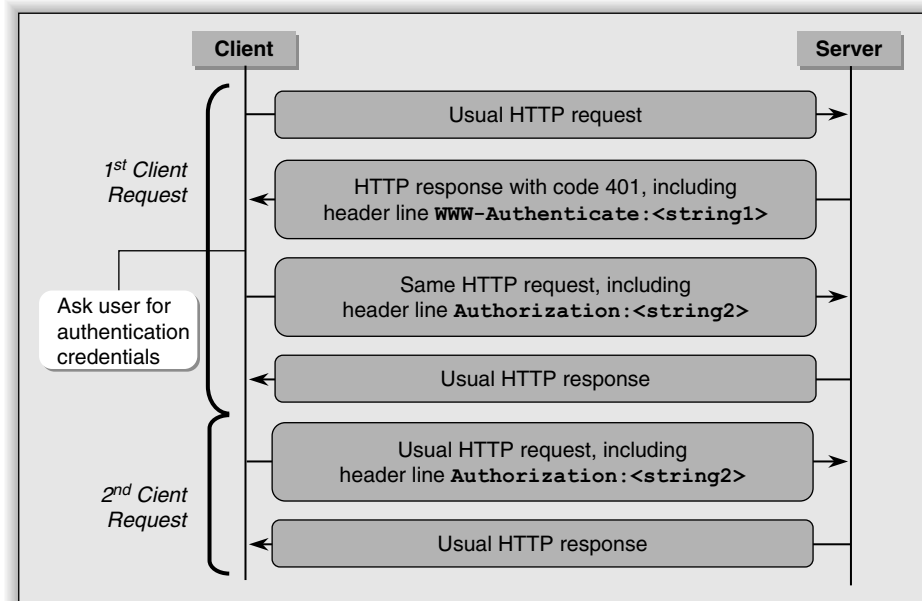 Client
Server
Usual HTTP request
1st Client
Request
HTTP response with code 401, including
header line WWW-Authenticate:<string1>
Ask user for
authentication
credentials
Same HTTP request, including
header line Authorization:<string2>
Usual HTTP response
2nd Cient
Request
Usual HTTP request, including
header line Authorization:<string2>
Usual HTTP response